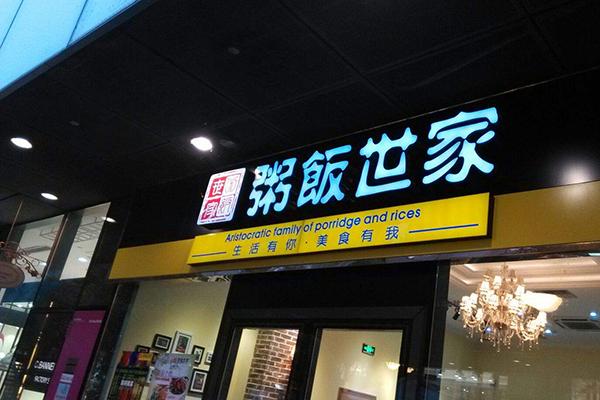 粥飯世家
Aristocratic family of porridge and rices
生活有你·美食有我